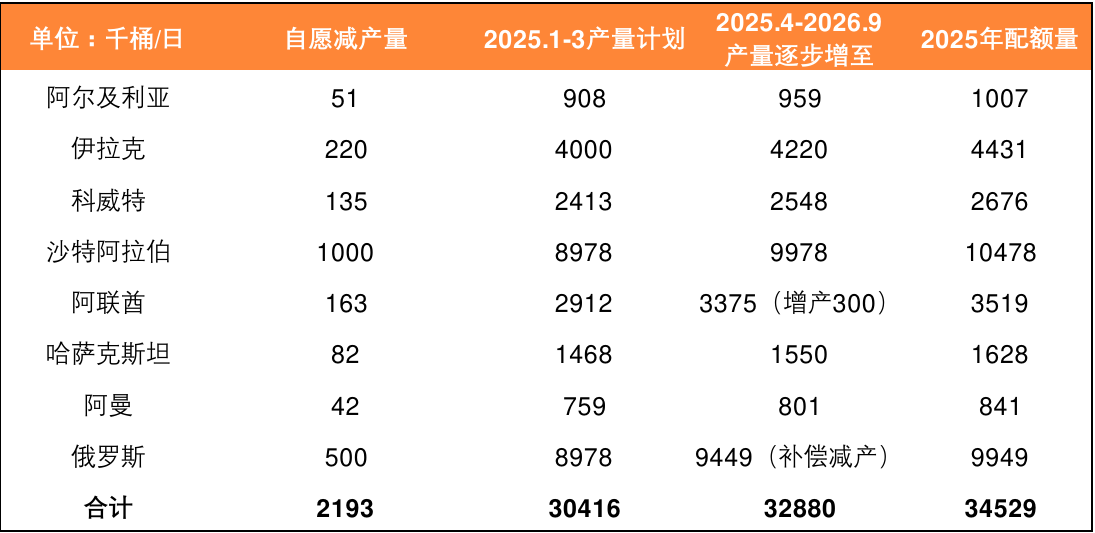 单位：千桶/日 自愿减产量 2025.1-3产量计划 2025.4-2026.9 产量逐步增至 2025年配额量
阿尔及利亚 51 908 959 1007
伊拉克 220 4000 4220 4431
科威特 135 2413 2548 2676
沙特阿拉伯 1000 8978 9978 10478
阿联酋 163 2912 3375（增产300） 3519
哈萨克斯坦 82 1468 1550 1628
阿曼 42 759 801 841
俄罗斯 500 8978 9449（补偿减产） 9949
合计 2193 30416 32880 34529